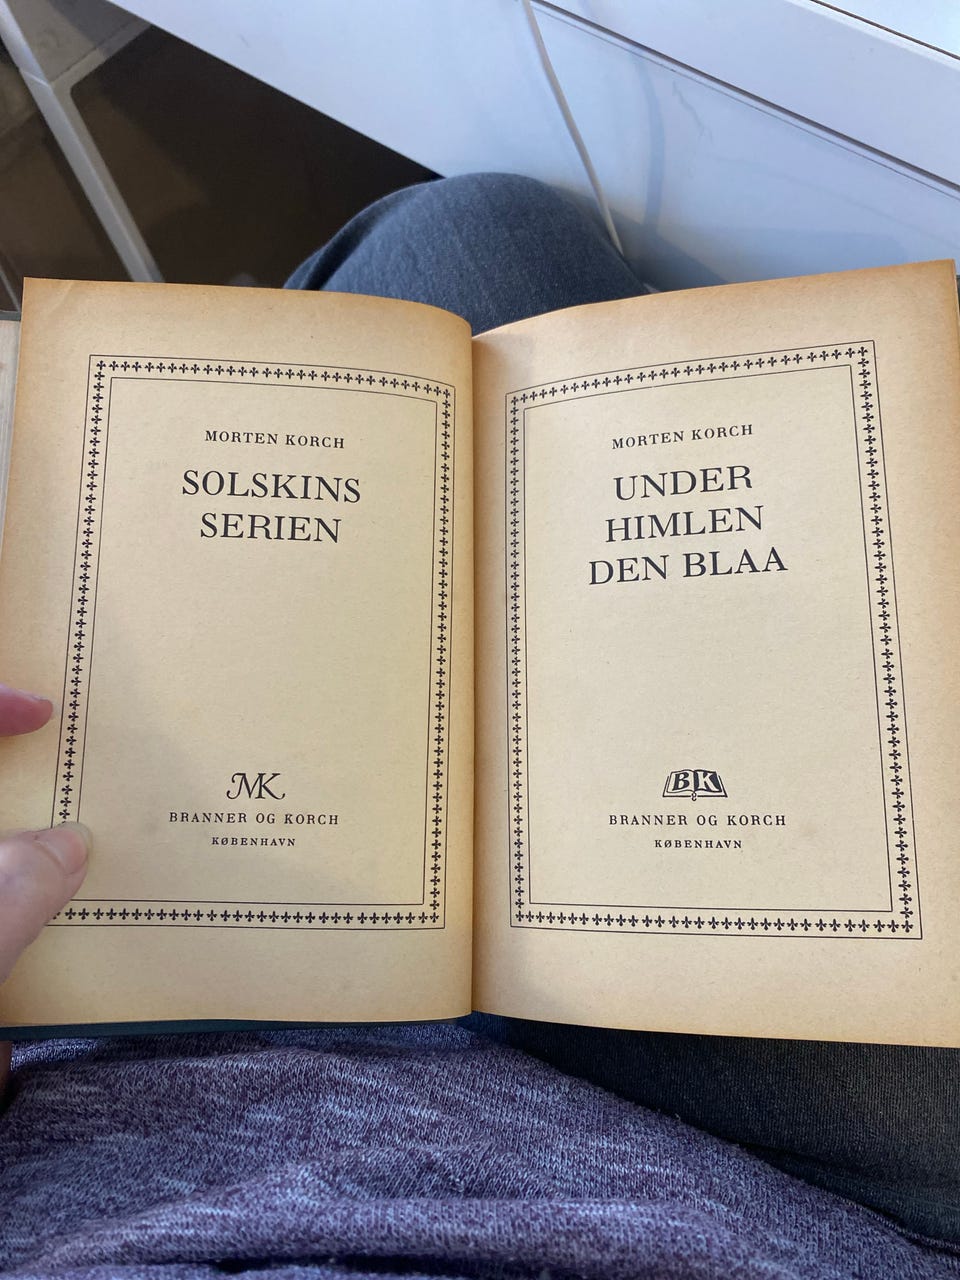 MORTEN KORCH
SOLSKINS
SERIEN
MK
BRANNER OG KORCH
KØBENHAVN
MORTEN KORCH
UNDER
HIMLEN
DEN BLAA
B&K
BRANNER OG KORCH
KØBENHAVN